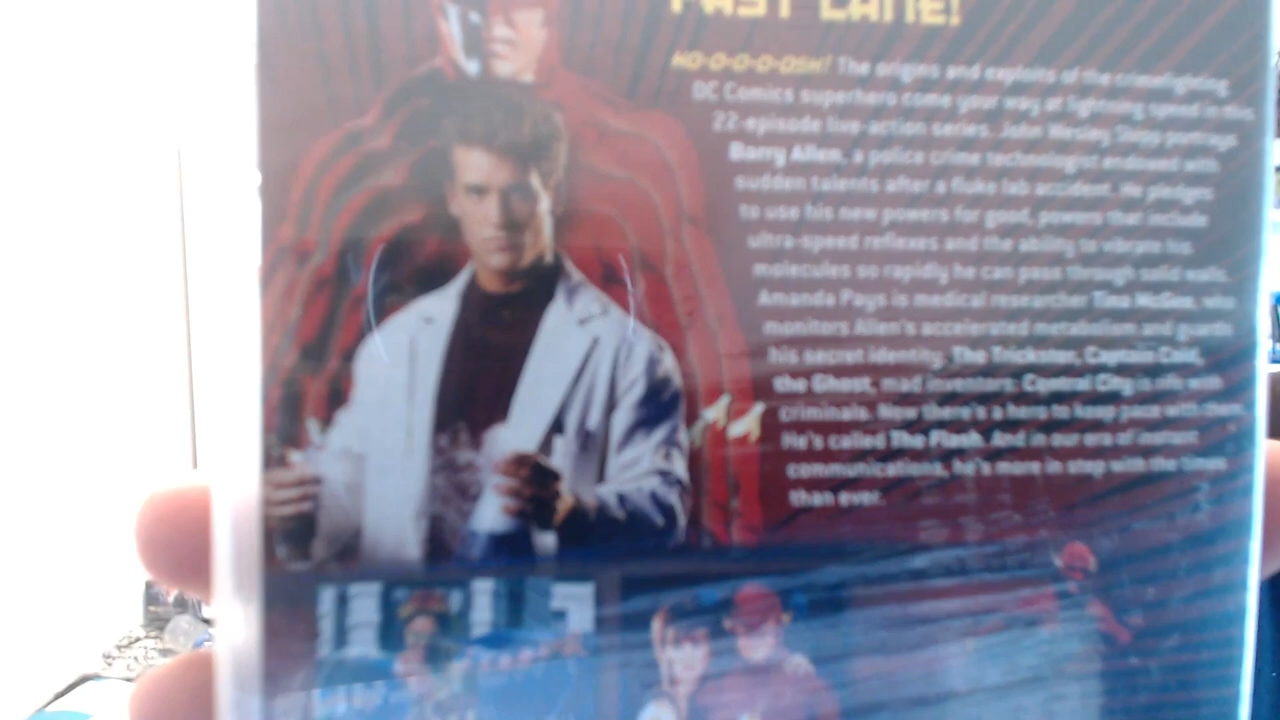 FAST LANE!
WO-O-O-O-OSH! The origins and exploits of the crimefighting
DC Comics superhero come your way at lightning speed in this
22-episode live-action series. John Wesley Shipp portrays
Barry Allen, a police crime technologist endowed with
sudden talents after a fluke lab accident. He pledges
to use his new powers for good, powers that include
ultra-speed reflexes and the ability to vibrate his
molecules so rapidly he can pass through solid walls.
Amanda Pays is medical researcher Tina McGee, who
monitors Allen's accelerated metabolism and guards
his secret identity. The Trickster, Captain Cold,
the Ghost, mad inventors: Central City is rife with
criminals. Now there's a hero to keep pace with them.
He's called The Flash. And in our era of instant
communications, he's more in step with the times
than ever.